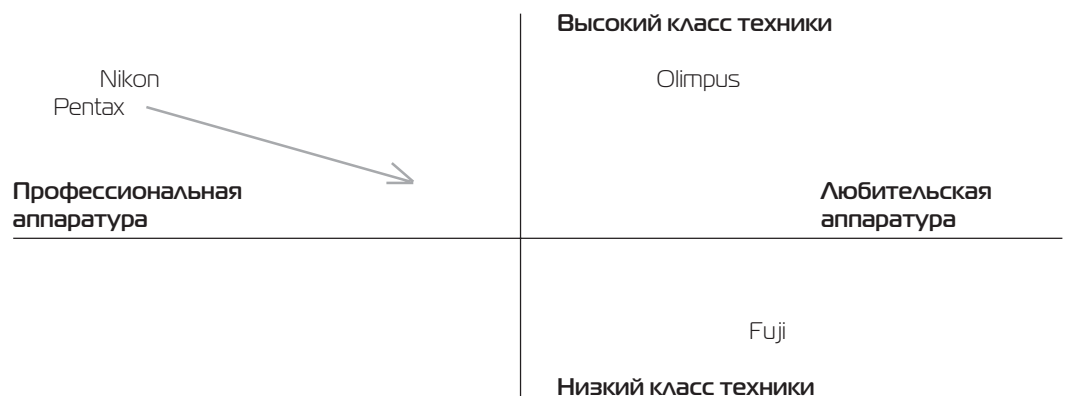 Высокий класс техники
Nikon
Olimpus
Pentax
Профессиональная
аппаратура
Любительская
аппаратура
Fuji
Низкий класс техники